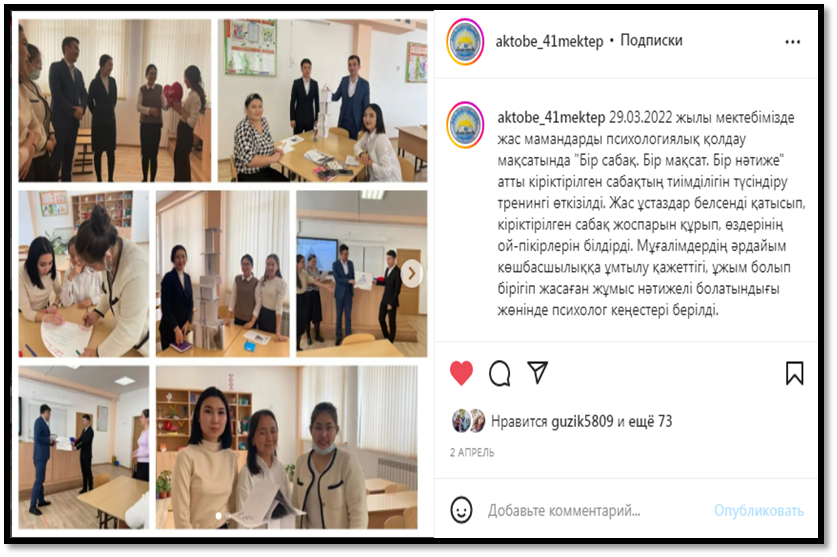 aktobe_41mektep • Подписки
aktobe_41mektep 29.03.2022 жылы мектебімізде
жас мамандарды психологиялық қолдау
мақсатында "Бір сабақ. Бір мақсат. Бір нәтиже"
атты кіріктірілген сабақтың тиімділігін түсіндіру
тренингі өткізілді. Жас ұстаздар белсенді қатысып,
кіріктірілген сабақ жоспарын құрып, өздерінің
ой-пікірлерін білдірді. Мұғалімдердің әрдайым
көшбасшылыққа ұмтылу қажеттігі, ұжым болып
бірігіп жасаған жұмыс нәтижелі болатындығы
жөнінде психолог кеңестері берілді.
Нравится guzik5809 и ещё 73
2 АПРЕЛЬ
Добавьте комментарий...
Опубликовать